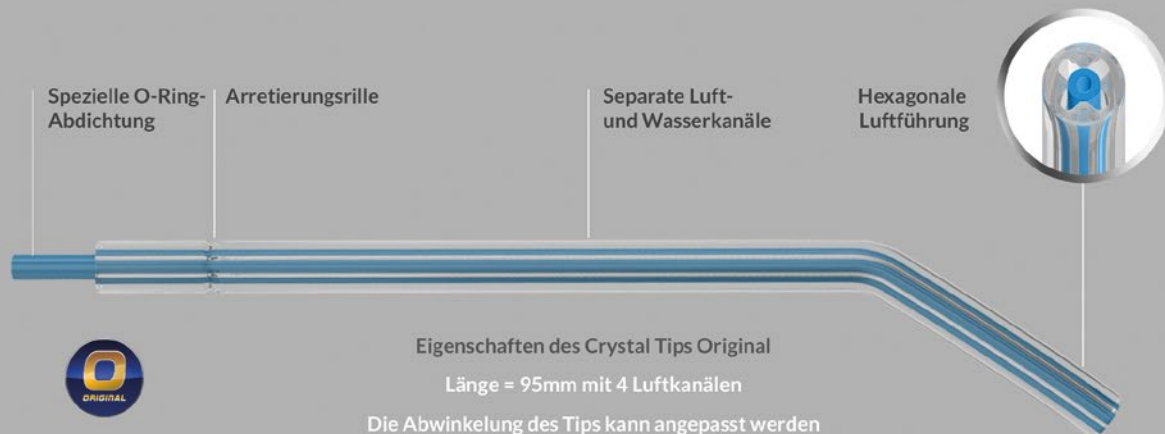 Spezielle O-Ring-
Abdichtung
Arretierungsrille
Separate Luft-
und Wasserkanäle
Hexagonale
Luftführung
O
ORIGINAL
Eigenschaften des Crystal Tips Original
Länge = 95mm mit 4 Luftkanälen
Die Abwinkelung des Tips kann angepasst werden